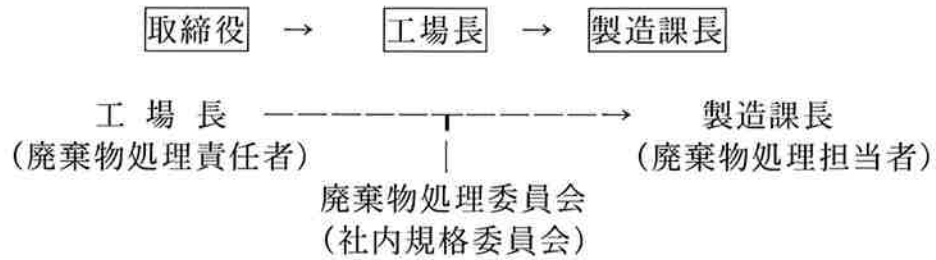 取締役 → 工場長 → 製造課長
工場長 → 製造課長
(廃棄物処理責任者) (廃棄物処理担当者)
廃棄物処理委員会
(社内規格委員会)